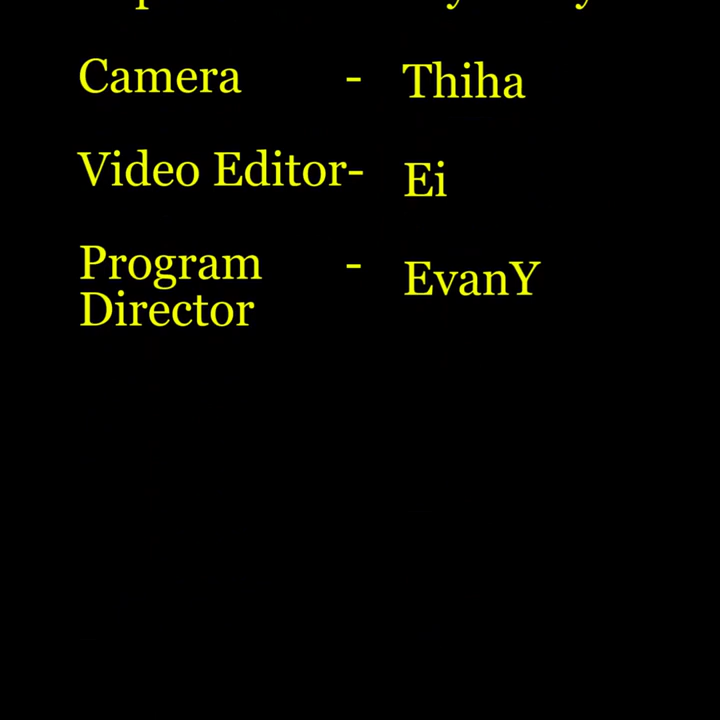 Camera - Thiha
Video Editor- Ei
Program - EvanY
Director